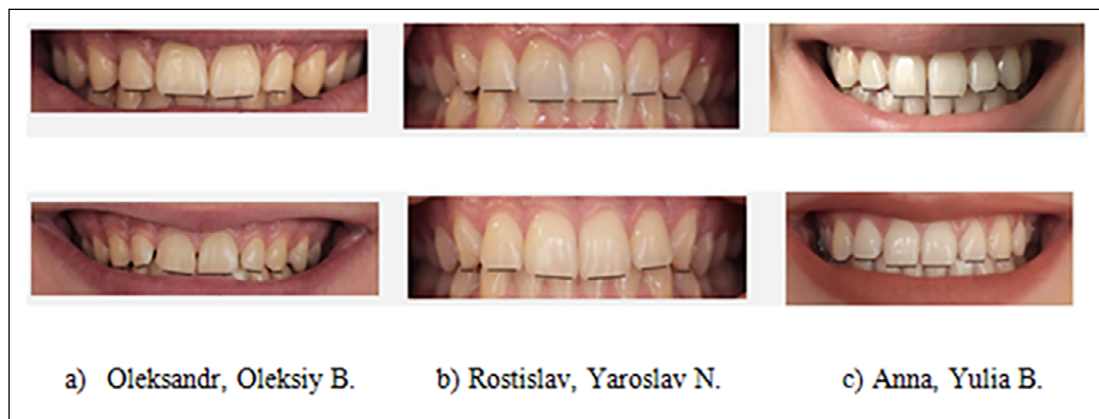 a) Oleksandr, Oleksiy B. b) Rostislav, Yaroslav N. c) Anna, Yulia B.